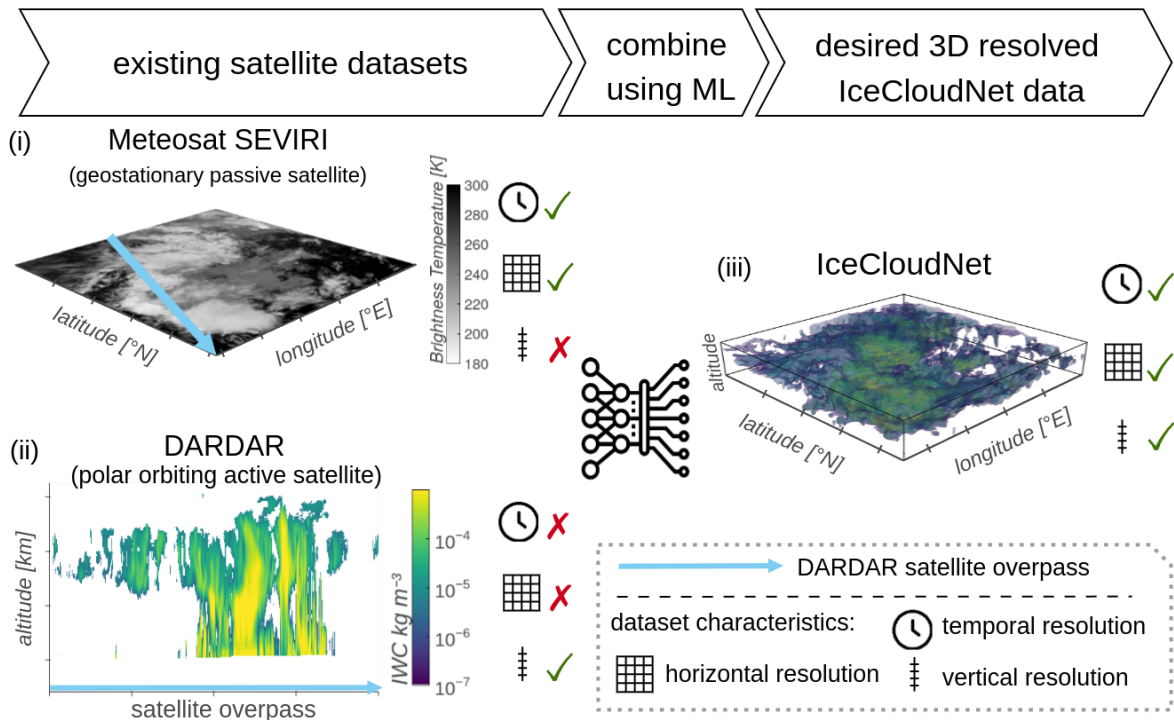 existing satellite datasets
combine
using ML
desired 3D resolved
IceCloudNet data
(i)
Meteosat SEVIRI
(geostationary passive satellite)
latitude [°N]
longitude [°E]
Brightness Temperature [K]
300
280
260
240
220
200
180
(ii)
DARDAR
(polar orbiting active satellite)
altitude [km]
satellite overpass
IWC kg m⁻³
10⁻⁴
10⁻⁵
10⁻⁶
10⁻⁷
(iii)
IceCloudNet
altitude
latitude [°N]
longitude [°E]
DARDAR satellite overpass
dataset characteristics:
temporal resolution
horizontal resolution
vertical resolution